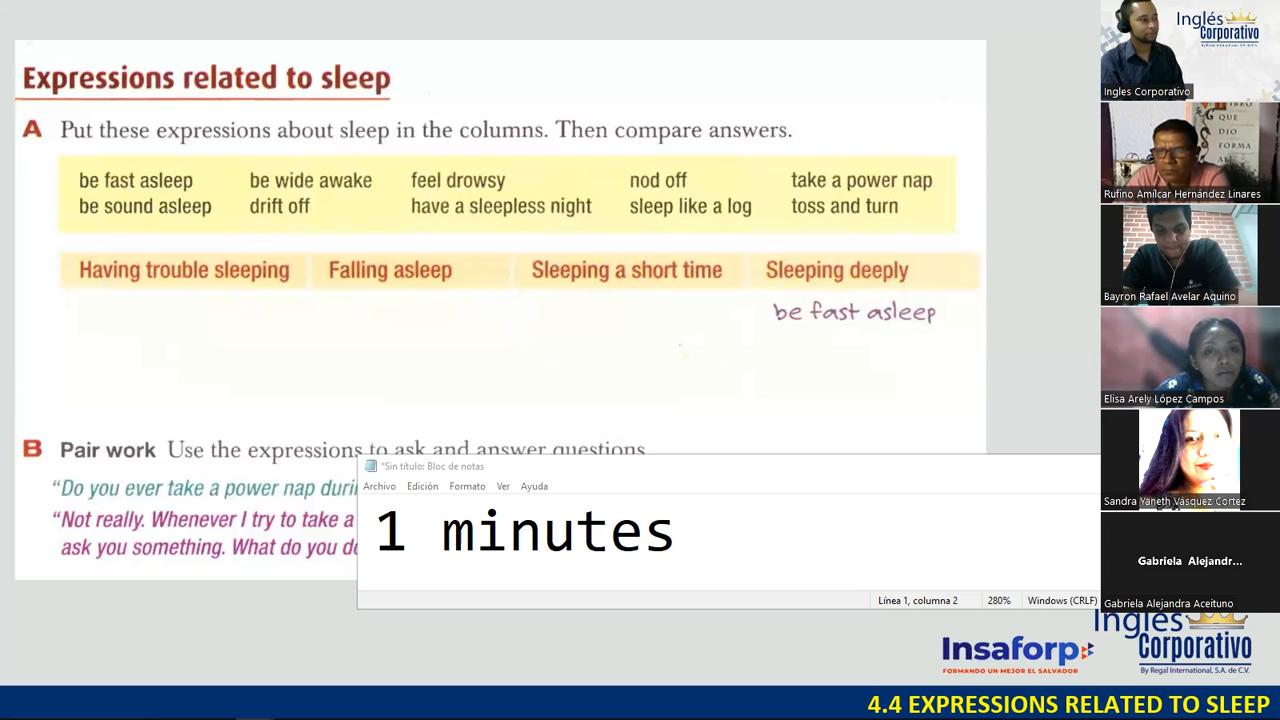 Expressions related to sleep
A Put these expressions about sleep in the columns. Then compare answers.
be fast asleep be wide awake feel drowsy nod off take a power nap
be sound asleep drift off have a sleepless night sleep like a log toss and turn
Having trouble sleeping Falling asleep Sleeping a short time Sleeping deeply
be fast asleep
B Pair work Use the expressions to ask and answer questions
“Do you ever take a power nap duri
“Not really. Whenever I try to take a
ask you something. What do you do
*Sin título: Bloc de notas
Archivo Edición Formato Ver Ayuda
1 minutes
Línea 1, columna 2 280% Windows (CRLF)
Inglés
Corporativo
Ingles Corporativo
LIBRO
QUE
DIO
FORMA
Rufino Amílcar Hernández Linares
Bayron Rafael Avelar Aquino
Elisa Arely López Campos
Sandra Yaneth Vásquez Cortez
Gabriela Alejandr...
Gabriela Alejandra Aceituno
Insaforp
FORMANDO UN MEJOR EL SALVADOR
Inglés
Corporativo
By Regal International, S.A. de C.V.
4.4 EXPRESSIONS RELATED TO SLEEP